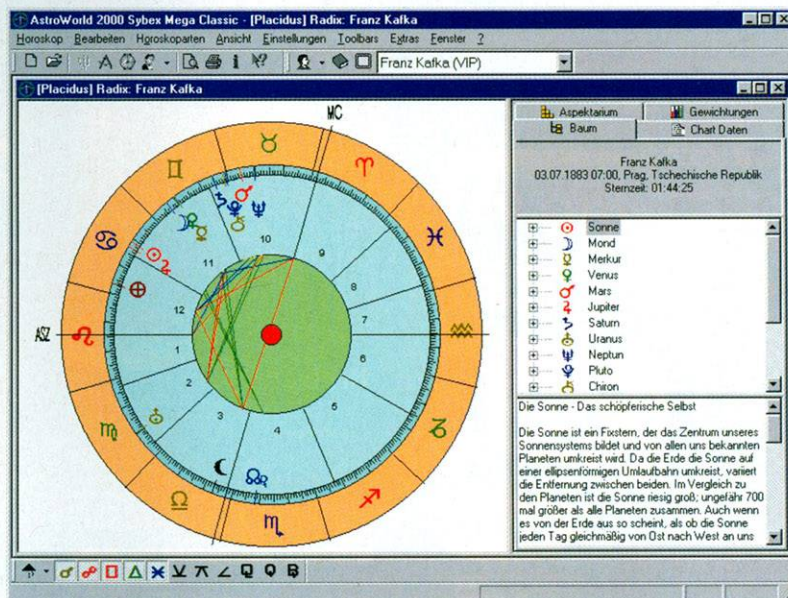 AstroWorld 2000 Sybex Mega Classic - [Placidus] Radix: Franz Kafka
Horoskop Bearbeiten Horoskoparten Ansicht Einstellungen Toolbars Extras Fenster ?
Franz Kafka (VIP)
[Placidus] Radix: Franz Kafka
MC
ASZ
10
9
11
8
12
7
1
6
2
5
3
4
Aspektarium Gewichtungen
Baum Chart Daten
Franz Kafka
03.07.1883 07:00, Prag, Tschechische Republik
Sternzeit: 01:44:25
Sonne
Mond
Merkur
Venus
Mars
Jupiter
Saturn
Uranus
Neptun
Pluto
Chiron
Die Sonne - Das schöpferische Selbst
Die Sonne ist ein Fixstern, der das Zentrum unseres
Sonnensystems bildet und von allen uns bekannten
Planeten umkreist wird. Da die Erde die Sonne auf
einer ellipsenförmigen Umlaufbahn umkreist, variiert
die Entfernung zwischen beiden. Im Vergleich zu
den Planeten ist die Sonne riesig groß; ungefähr 700
mal größer als alle Planeten zusammen. Auch wenn
es von der Erde aus so scheint, als ob die Sonne
jeden Tag gleichmäßig von Ost nach West an uns